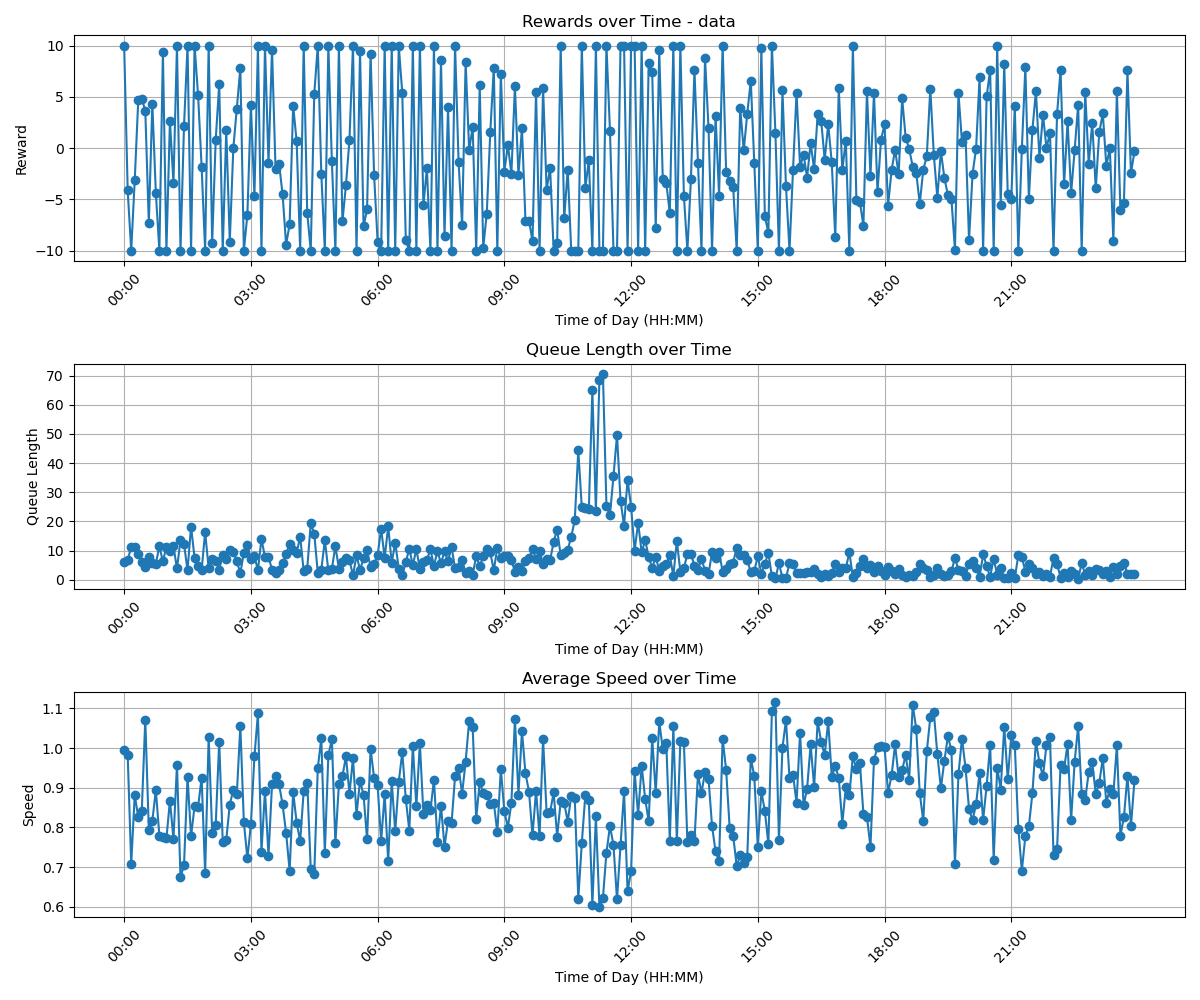 Rewards over Time - data
Reward
10
5
0
−5
−10
00:00 03:00 06:00 09:00 12:00 15:00 18:00 21:00
Time of Day (HH:MM)
Queue Length over Time
Queue Length
70
60
50
40
30
20
10
0
00:00 03:00 06:00 09:00 12:00 15:00 18:00 21:00
Time of Day (HH:MM)
Average Speed over Time
Speed
1.1
1.0
0.9
0.8
0.7
0.6
00:00 03:00 06:00 09:00 12:00 15:00 18:00 21:00
Time of Day (HH:MM)